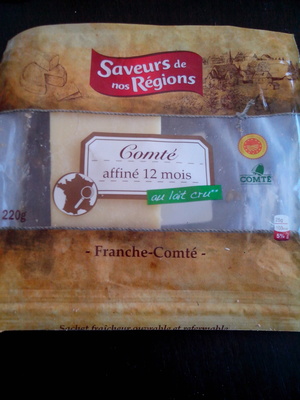 Saveurs de
nos Régions
220g
Comté
affiné 12 mois
au lait cru
COMTÉ
- Franche-Comté -